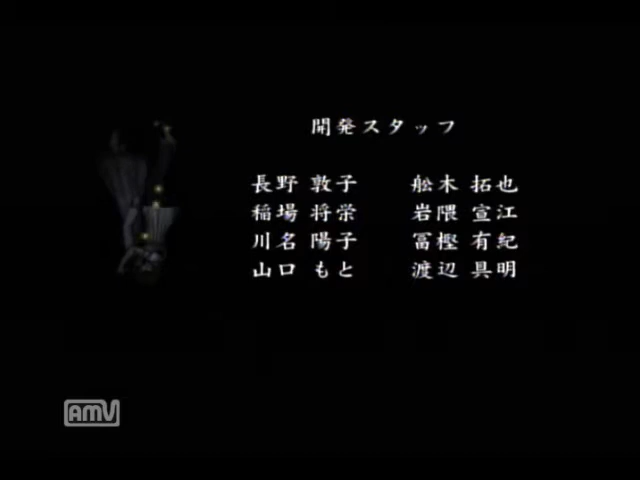 開発スタッフ
長野 敦子 舩木 拓也
稲場 将栄 岩隈 宣江
川名 陽子 冨樫 有紀
山口 もと 渡辺 具明
AMV